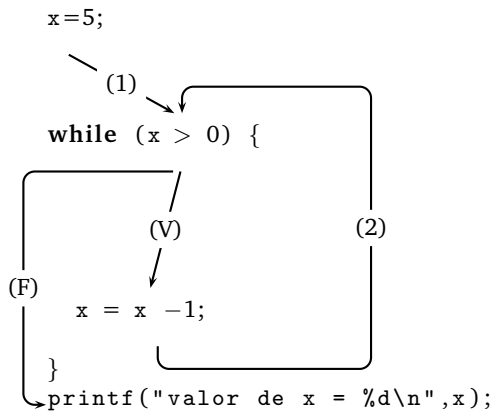 x=5;
(1)
while (x > 0) {
(V)
(2)
(F)
x = x −1;
}
printf("valor de x = %d\n",x);